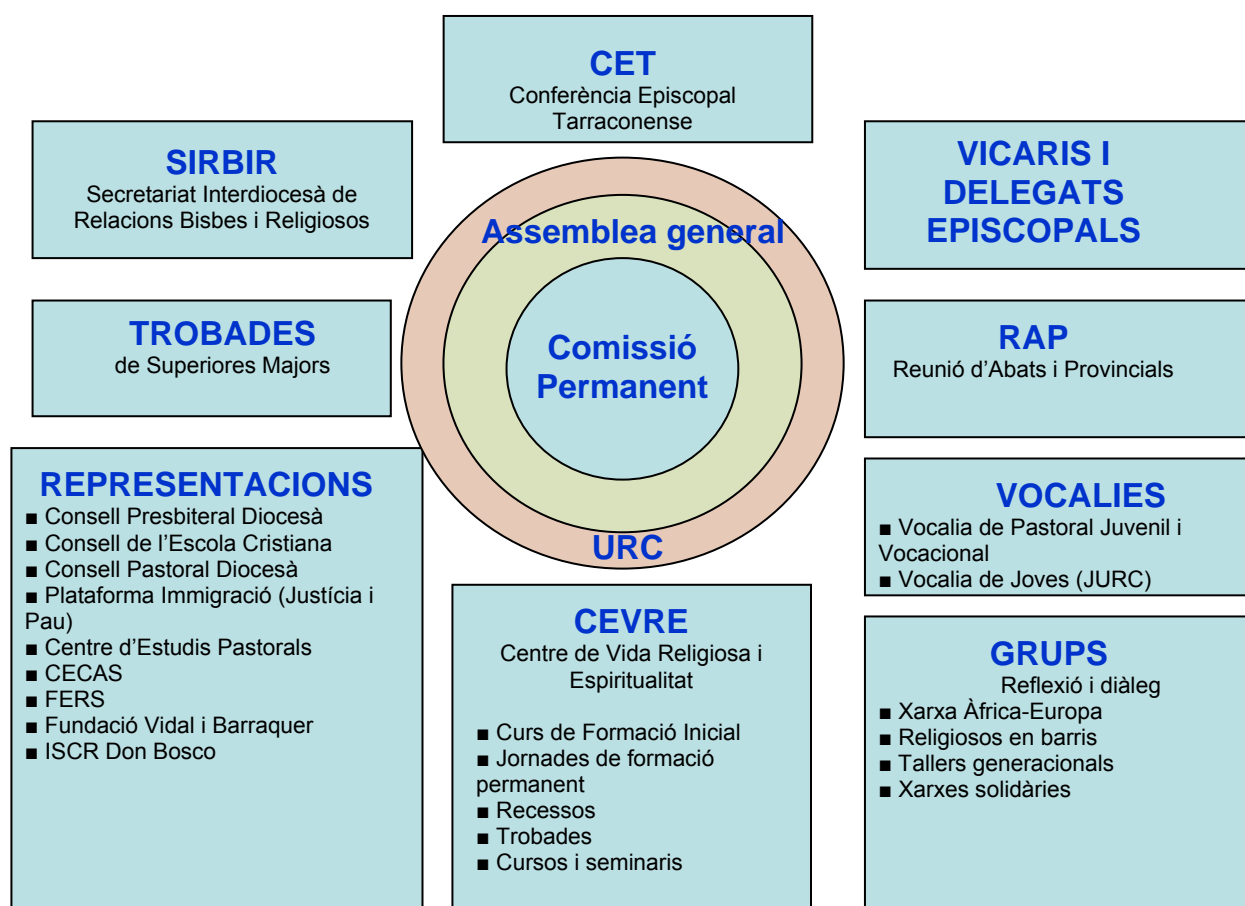 CET
Conferència Episcopal
Tarraconense
SIRBIR
Secretariat Interdiocesà de
Relacions Bisbes i Religiosos
VICARIS I
DELEGATS
EPISCOPALS
Assemblea general
Comissió
Permanent
URC
TROBADES
de Superiores Majors
RAP
Reunió d’Abats i Provincials
REPRESENTACIONS
■ Consell Presbiteral Diocesà
■ Consell de l’Escola Cristiana
■ Consell Pastoral Diocesà
■ Plataforma Immigració (Justícia i
Pau)
■ Centre d’Estudis Pastorals
■ CECAS
■ FERS
■ Fundació Vidal i Barraquer
■ ISCR Don Bosco
VOCALIES
■ Vocalia de Pastoral Juvenil i
Vocacional
■ Vocalia de Joves (JURC)
CEVRE
Centre de Vida Religiosa i
Espiritualitat
■ Curs de Formació Inicial
■ Jornades de formació
permanent
■ Recessos
■ Trobades
■ Cursos i seminaris
GRUPS
Reflexió i diàleg
■ Xarxa Àfrica-Europa
■ Religiosos en barris
■ Tallers generacionals
■ Xarxes solidàries